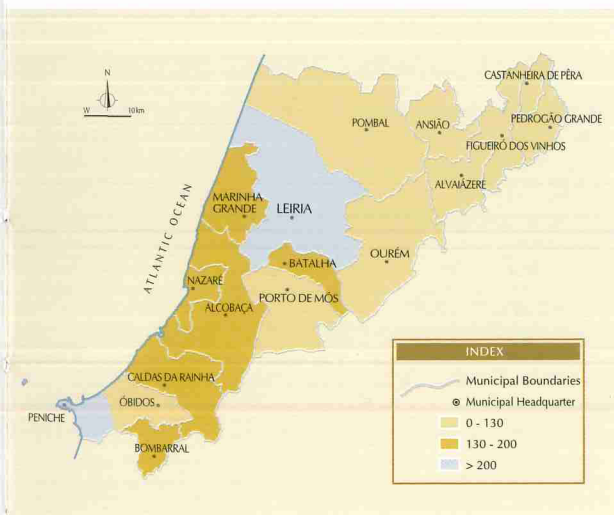 N
W
10km
CASTANHEIRA DE PÊRA
POMBAL
ANSIÃO
PEDROGÃO GRANDE
FIGUEIRÓ DOS VINHOS
ALVAIÁZERE
MARINHA
GRANDE
LEIRIA
ATLANTIC OCEAN
OURÉM
BATALHA
NAZARÉ
PORTO DE MÓS
ALCOBAÇA
CALDAS DA RAINHA
ÓBIDOS
PENICHE
BOMBARRAL
INDEX
Municipal Boundaries
Municipal Headquarter
0 - 130
130 - 200
> 200